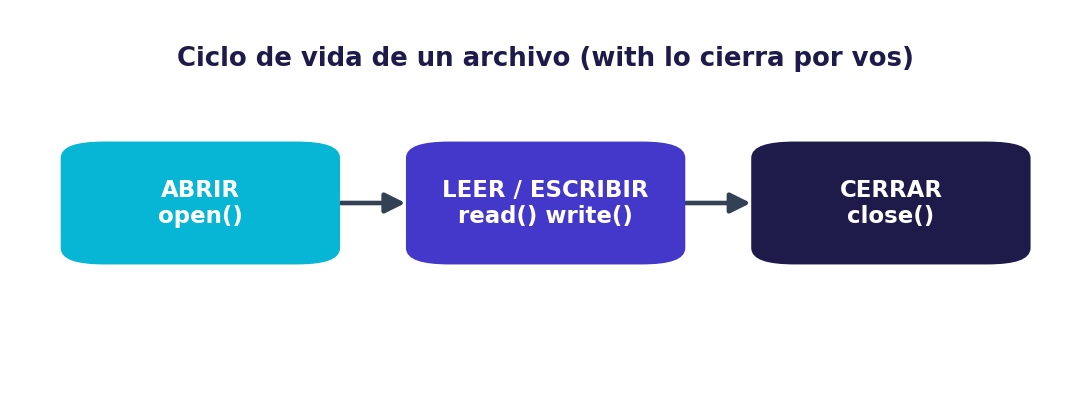 Ciclo de vida de un archivo (with lo cierra por vos)
ABRIR
open()
LEER / ESCRIBIR
read() write()
CERRAR
close()